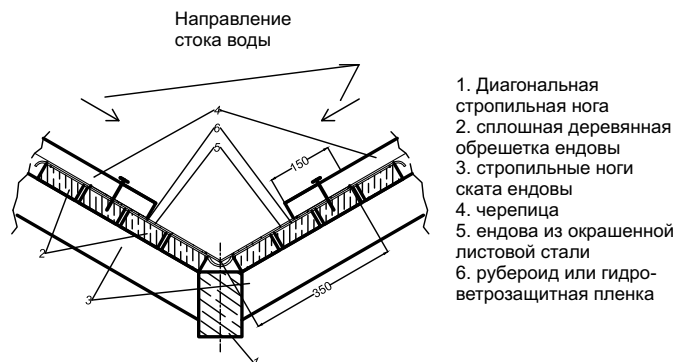 Направление
стока воды
4
6
5
150
2
3
350
1
1. Диагональная
стропильная нога
2. сплошная деревянная
обрешетка ендовы
3. стропильные ноги
ската ендовы
4. черепица
5. ендова из окрашенной
листовой стали
6. рубероид или гидро-
ветрозащитная пленка